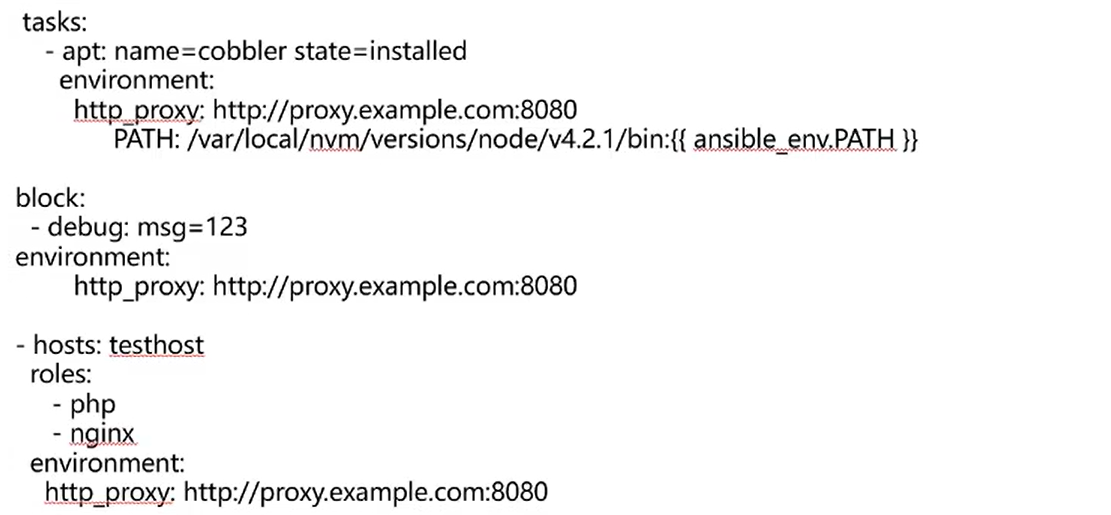 tasks:
- apt: name=cobbler state=installed
environment:
http_proxy: http://proxy.example.com:8080
PATH: /var/local/nvm/versions/node/v4.2.1/bin:{{ ansible_env.PATH }}
block:
- debug: msg=123
environment:
http_proxy: http://proxy.example.com:8080
- hosts: testhost
roles:
- php
- nginx
environment:
http_proxy: http://proxy.example.com:8080